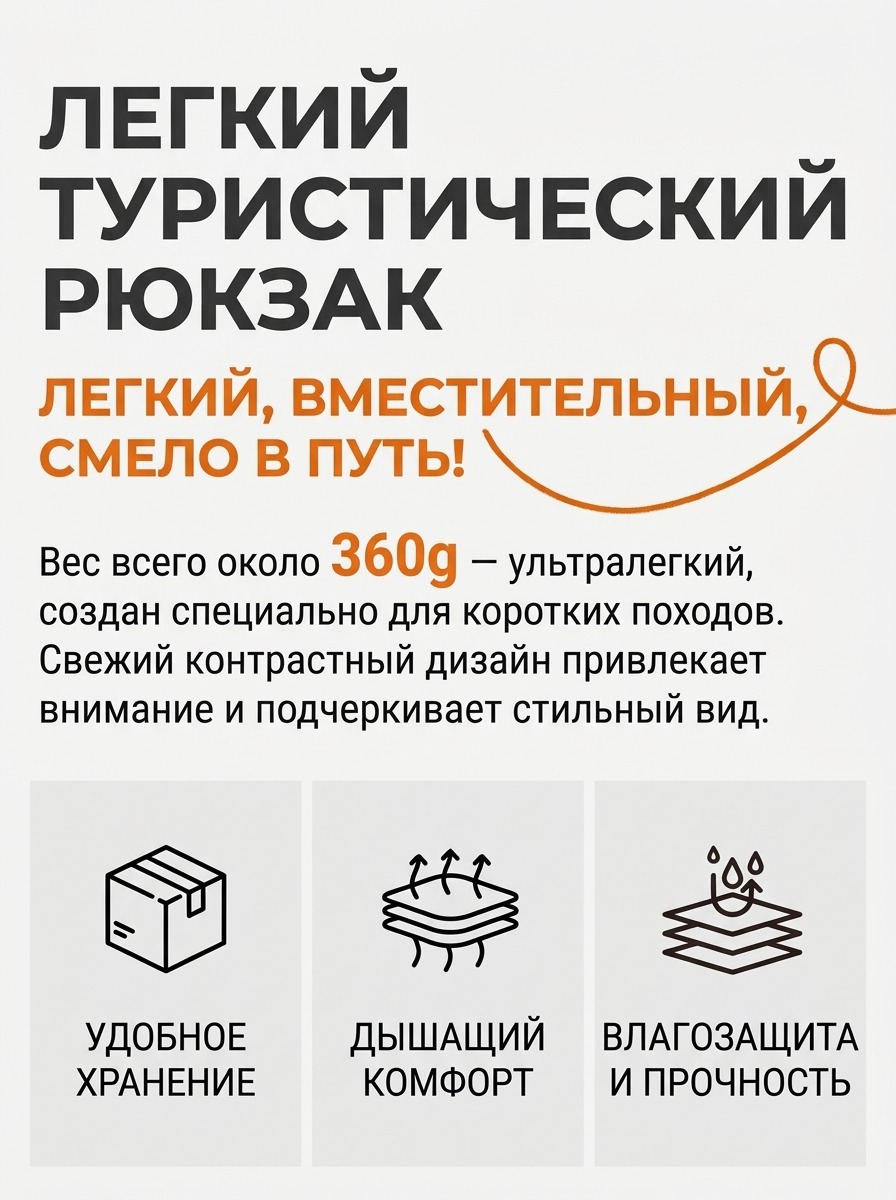 ЛЕГКИЙ
ТУРИСТИЧЕСКИЙ
РЮКЗАК
ЛЕГКИЙ, ВМЕСТИТЕЛЬНЫЙ,
СМЕЛО В ПУТЬ!
Вес всего около 360g — ультралегкий,
создан специально для коротких походов.
Свежий контрастный дизайн привлекает
внимание и подчеркивает стильный вид.
УДОБНОЕ
ХРАНЕНИЕ
ДЫШАЩИЙ
КОМФОРТ
ВЛАГОЗАЩИТА
И ПРОЧНОСТЬ